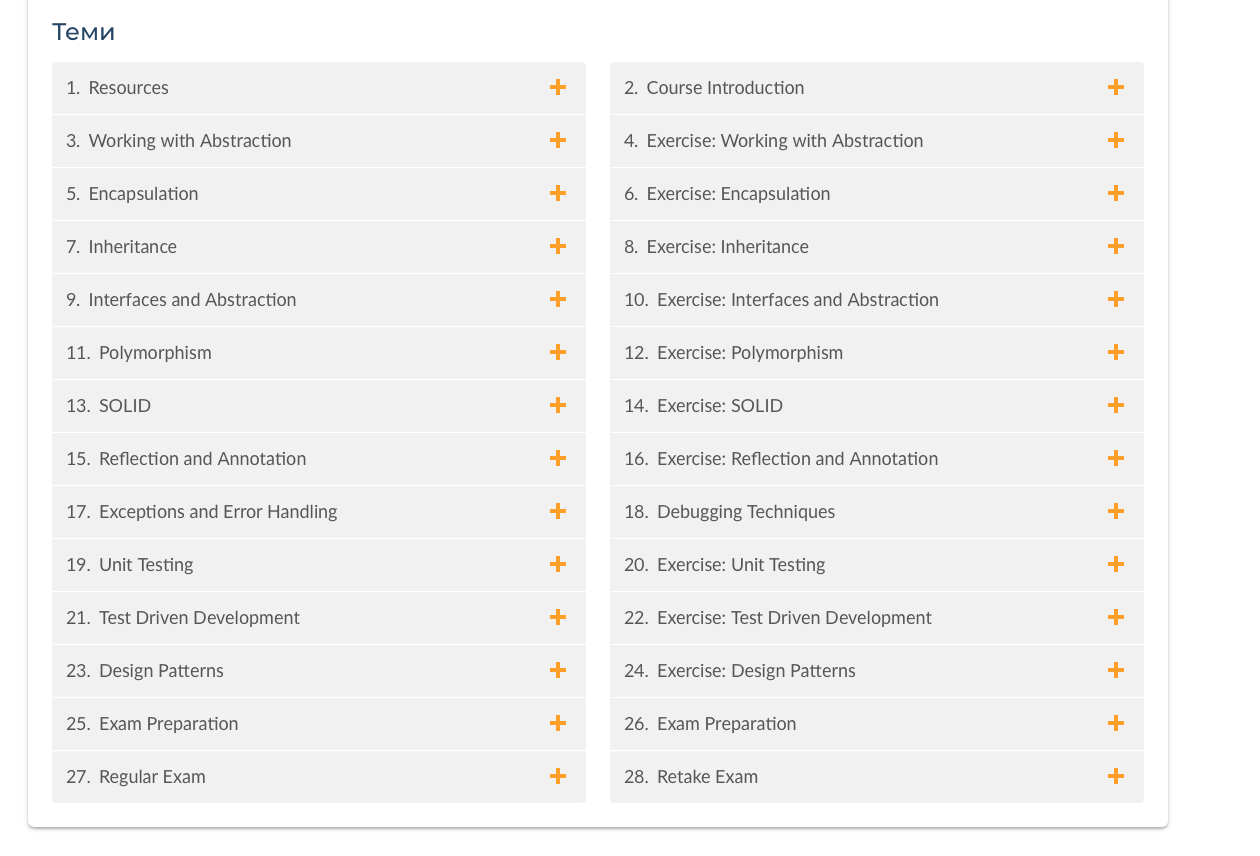 Теми
1. Resources
2. Course Introduction
3. Working with Abstraction
4. Exercise: Working with Abstraction
5. Encapsulation
6. Exercise: Encapsulation
7. Inheritance
8. Exercise: Inheritance
9. Interfaces and Abstraction
10. Exercise: Interfaces and Abstraction
11. Polymorphism
12. Exercise: Polymorphism
13. SOLID
14. Exercise: SOLID
15. Reflection and Annotation
16. Exercise: Reflection and Annotation
17. Exceptions and Error Handling
18. Debugging Techniques
19. Unit Testing
20. Exercise: Unit Testing
21. Test Driven Development
22. Exercise: Test Driven Development
23. Design Patterns
24. Exercise: Design Patterns
25. Exam Preparation
26. Exam Preparation
27. Regular Exam
28. Retake Exam